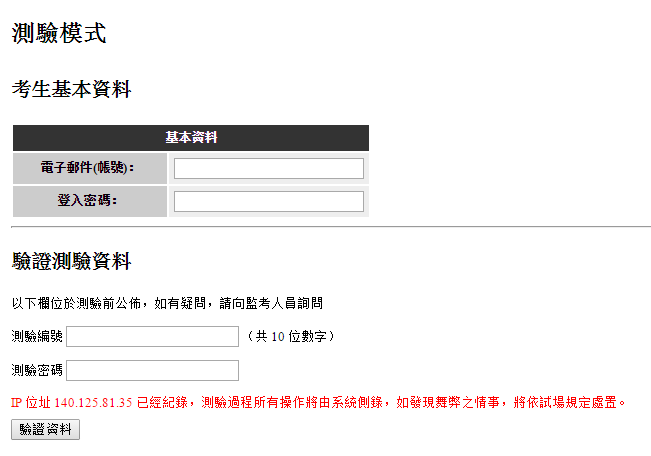 測驗模式
考生基本資料
基本資料
電子郵件(帳號)：
登入密碼：
驗證測驗資料
以下欄位於測驗前公佈，如有疑問，請向監考人員詢問
測驗編號 （共 10 位數字）
測驗密碼
IP 位址 140.125.81.35 已經紀錄，測驗過程所有操作將由系統側錄，如發現舞弊之情事，將依試場規定處置。
驗證資料